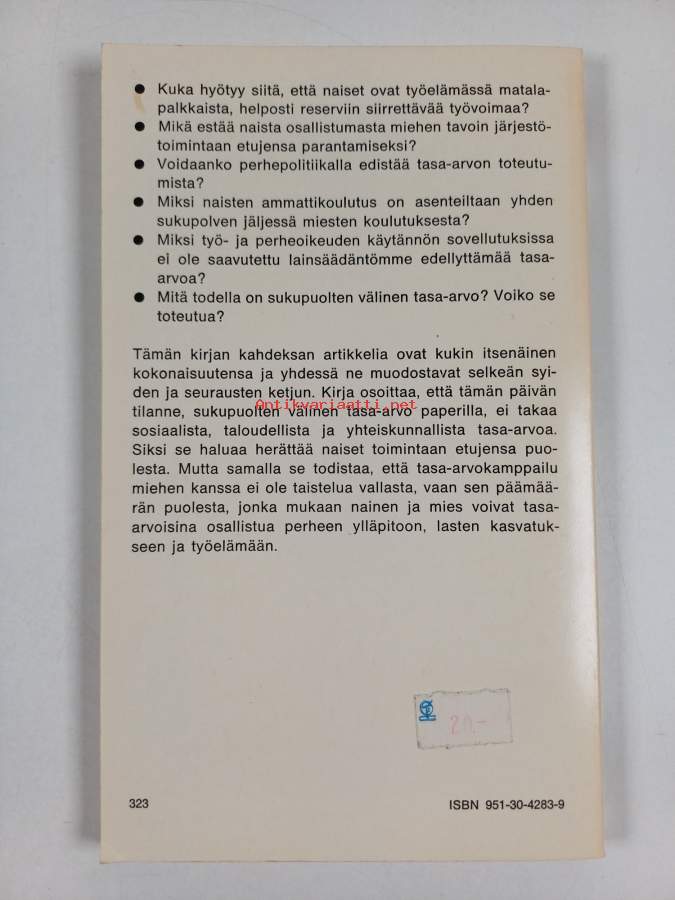 ● Kuka hyötyy siitä, että naiset ovat työelämässä matala-
palkkaista, helposti reserviin siirrettävää työvoimaa?
● Mikä estää naista osallistumasta miehen tavoin järjestö-
toimintaan etujensa parantamiseksi?
● Voidaanko perhepolitiikalla edistää tasa-arvon toteutu-
mista?
● Miksi naisten ammattikoulutus on asenteiltaan yhden
sukupolven jäljessä miesten koulutuksesta?
● Miksi työ- ja perheoikeuden käytännön sovellutuksissa
ei ole saavutettu lainsäädäntömme edellyttämää tasa-
arvoa?
● Mitä todella on sukupuolten välinen tasa-arvo? Voiko se
toteutua?
Tämän kirjan kahdeksan artikkelia ovat kukin itsenäinen
kokonaisuutensa ja yhdessä ne muodostavat selkeän syi-
den ja seurausten ketjun. Kirja osoittaa, että tämän päivän
tilanne, sukupuolten välinen tasa-arvo paperilla, ei takaa
Antikvariaatti.net
sosiaalista, taloudellista ja yhteiskunnallista tasa-arvoa.
Siksi se haluaa herättää naiset toimintaan etujensa puo-
lesta. Mutta samalla se todistaa, että tasa-arvokamppailu
miehen kanssa ei ole taistelua vallasta, vaan sen päämää-
rän puolesta, jonka mukaan nainen ja mies voivat tasa-
arvoisina osallistua perheen ylläpitoon, lasten kasvatuk-
seen ja työelämään.
20.-
323
ISBN 951-30-4283-9